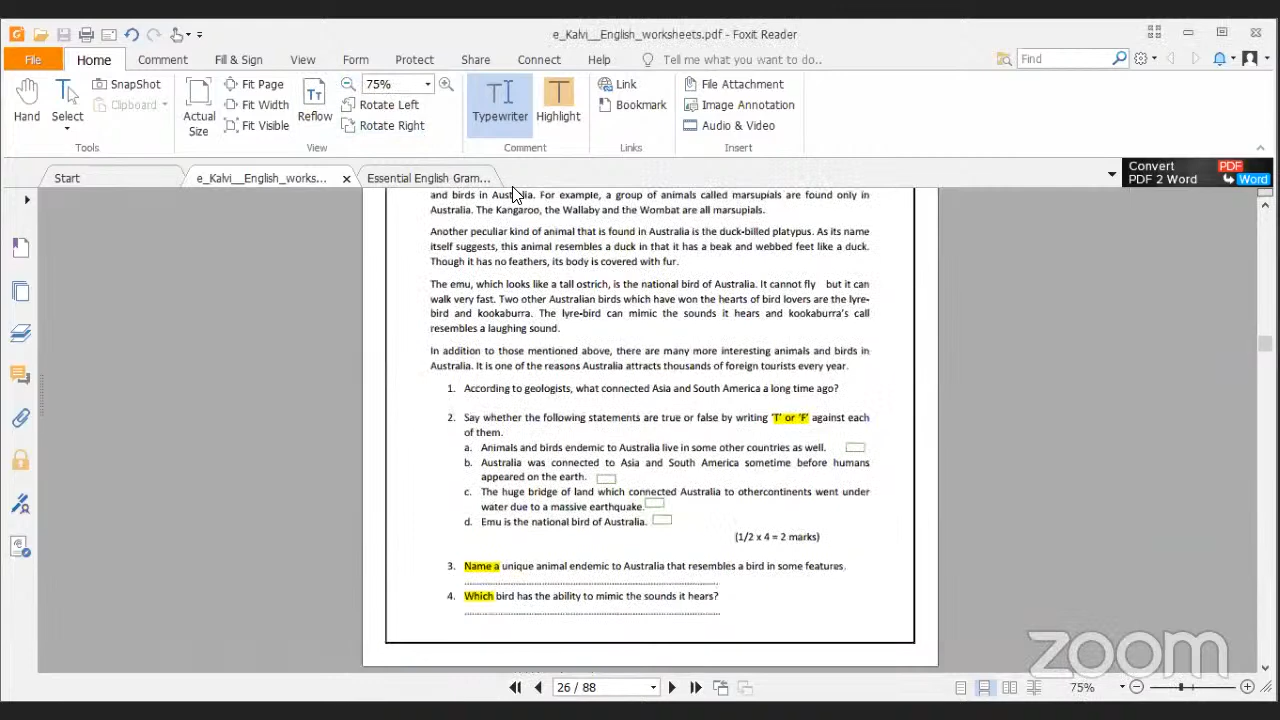 e_Kalvi__English_worksheets.pdf - Foxit Reader
File Home Comment Fill & Sign View Form Protect Share Connect Help Tell me what you want to do.. Find
SnapShot Fit Page 75% Link File Attachment
Clipboard Fit Width Rotate Left Bookmark Image Annotation
Hand Select Actual Size Fit Visible Reflow Rotate Right Typewriter Highlight Audio & Video
Tools View Comment Links Insert
Start e_Kalvi__English_works... Essential English Gram...
Convert PDF
PDF 2 Word Word
and birds in Australia. For example, a group of animals called marsupials are found only in
Australia. The Kangaroo, the Wallaby and the Wombat are all marsupials.
Another peculiar kind of animal that is found in Australia is the duck-billed platypus. As its name
itself suggests, this animal resembles a duck in that it has a beak and webbed feet like a duck.
Though it has no feathers, its body is covered with fur.
The emu, which looks like a tall ostrich, is the national bird of Australia. It cannot fly but it can
walk very fast. Two other Australian birds which have won the hearts of bird lovers are the lyre-
bird and kookaburra. The lyre-bird can mimic the sounds it hears and kookaburra's call
resembles a laughing sound.
In addition to those mentioned above, there are many more interesting animals and birds in
Australia. It is one of the reasons Australia attracts thousands of foreign tourists every year.
1. According to geologists, what connected Asia and South America a long time ago?
2. Say whether the following statements are true or false by writing 'T' or 'F' against each
of them.
a. Animals and birds endemic to Australia live in some other countries as well.
b. Australia was connected to Asia and South America sometime before humans
appeared on the earth.
c. The huge bridge of land which connected Australia to othercontinents went under
water due to a massive earthquake.
d. Emu is the national bird of Australia.
(1/2 x 4 = 2 marks)
3. Name a unique animal endemic to Australia that resembles a bird in some features.
4. Which bird has the ability to mimic the sounds it hears?
zoom
26 / 88 75%